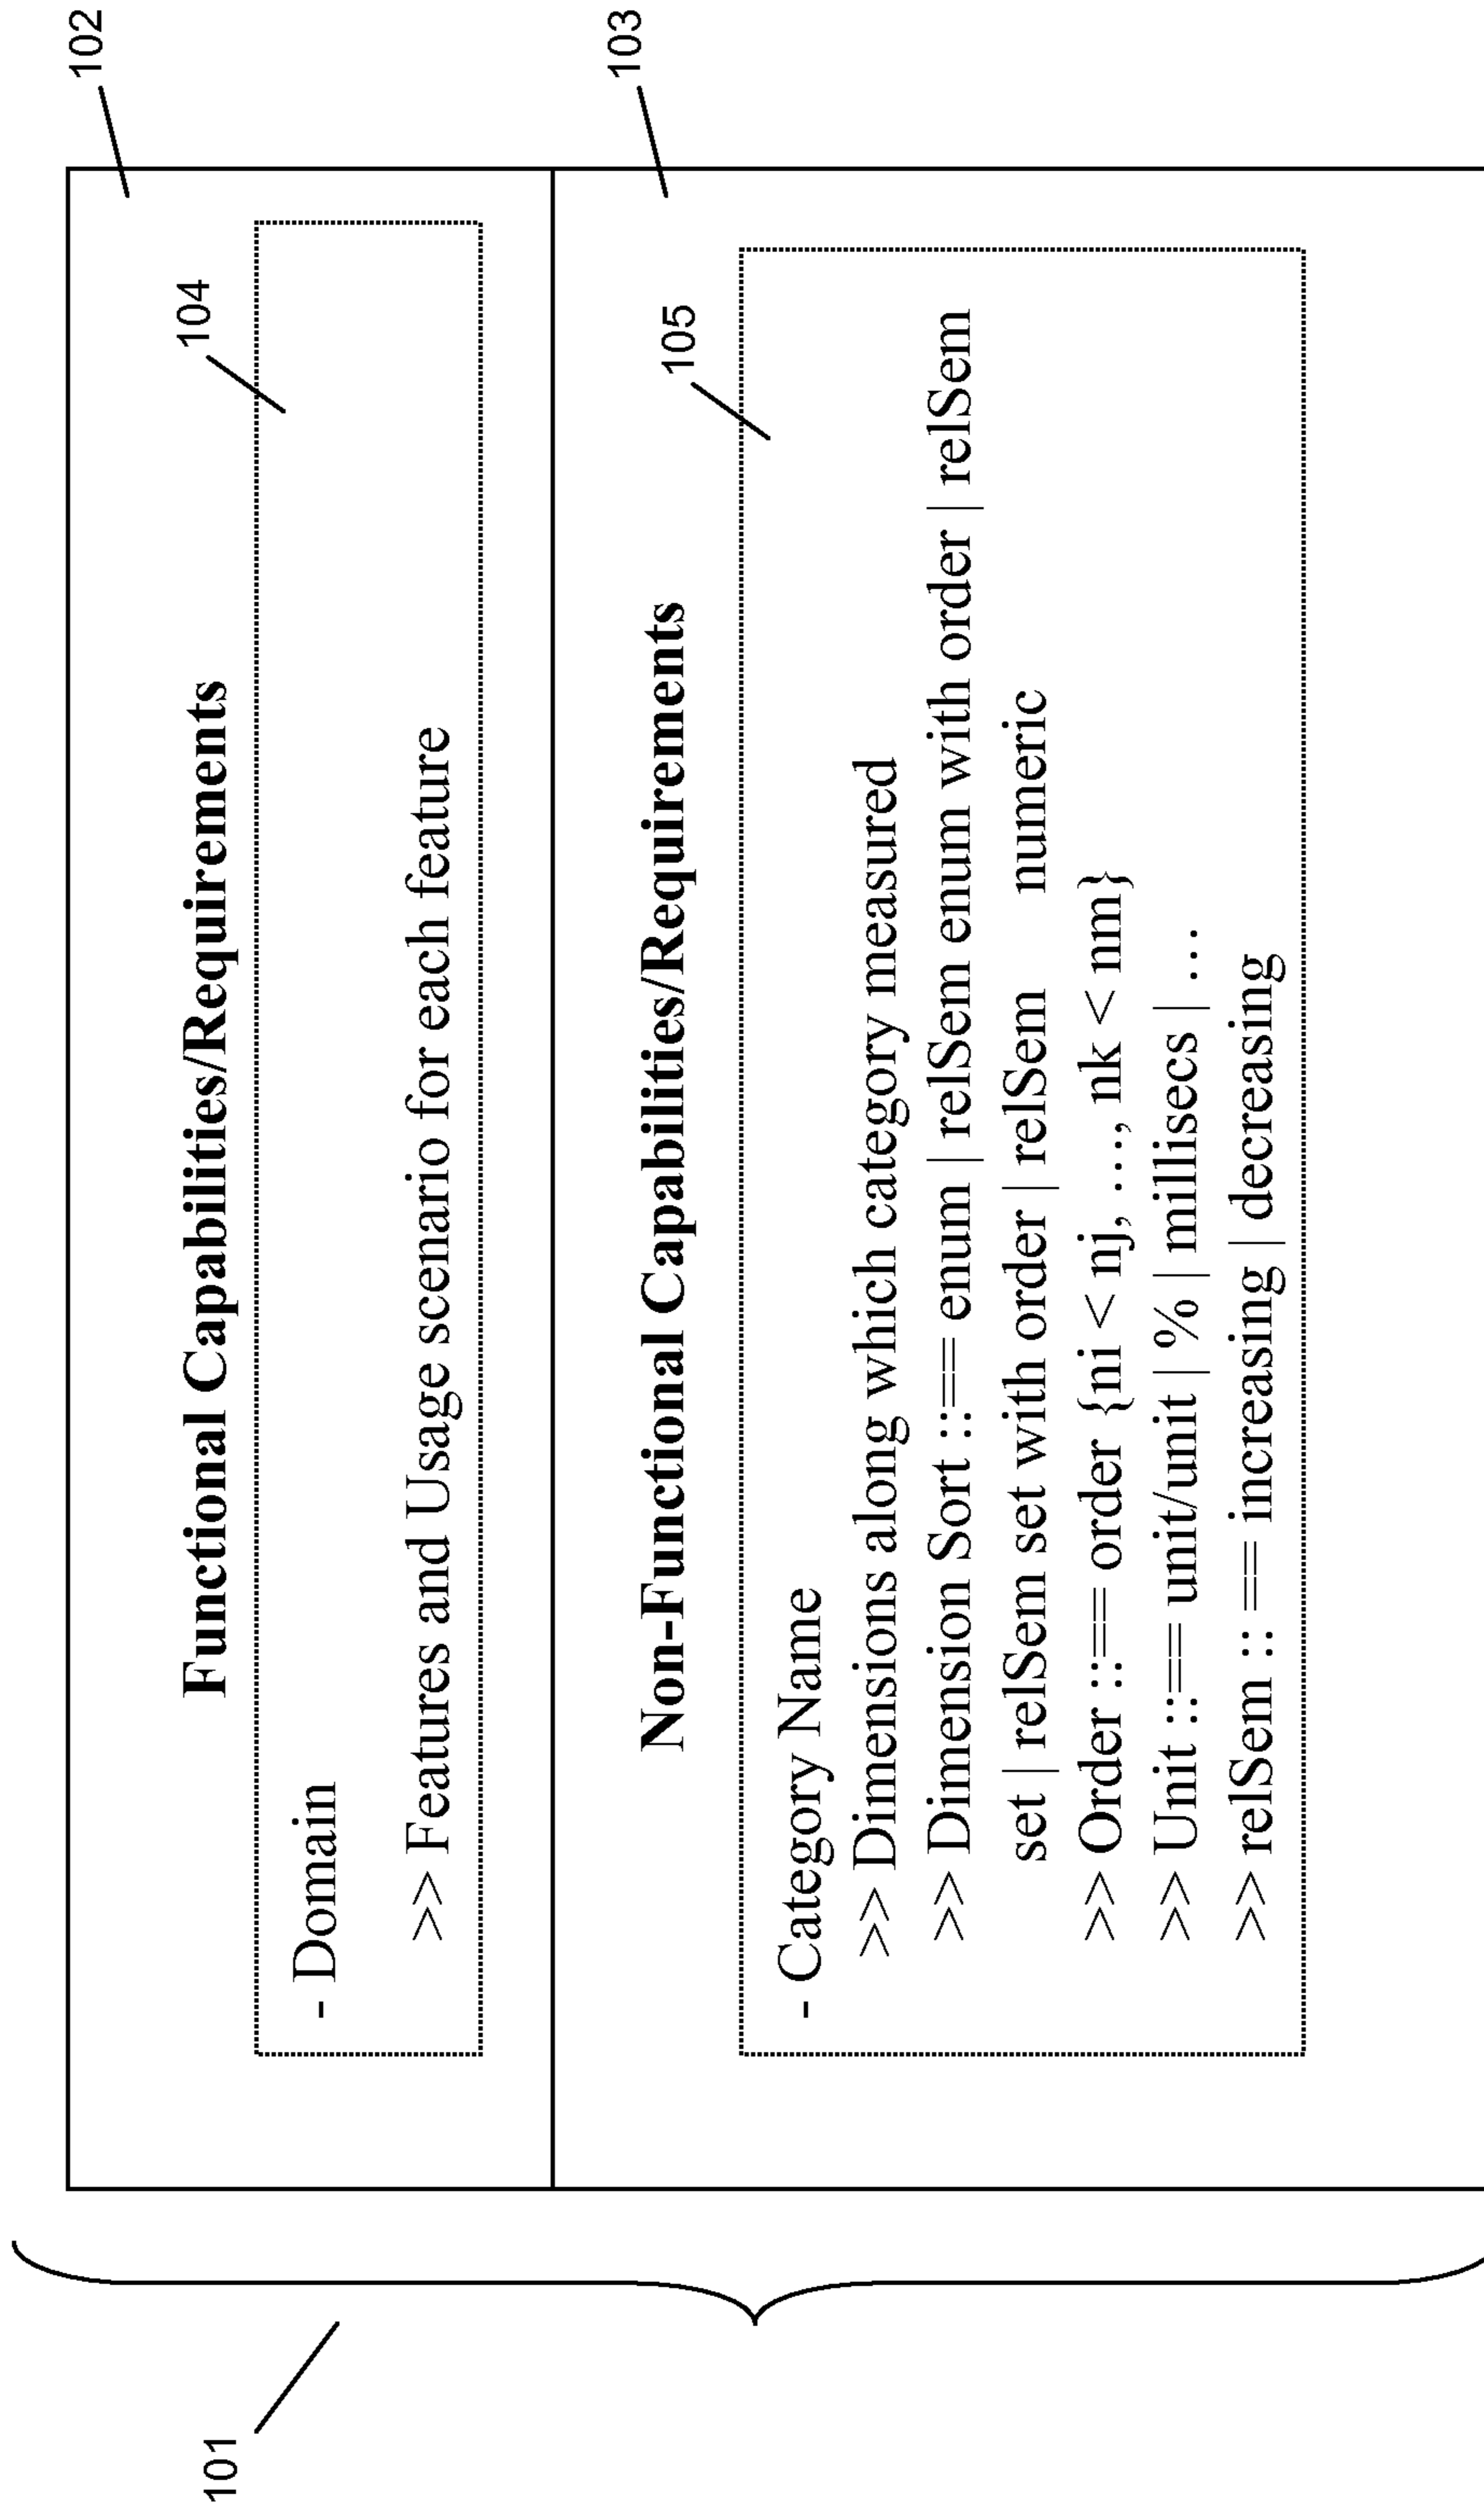 101
102
Functional Capabilities/Requirements
104
- Domain
>> Features and Usage scenario for each feature
103
Non-Functional Capabilities/Requirements
105
- Category Name
>> Dimensions along which category measured
>> Dimension Sort ::== enum | relSem enum with order | relSem
set | relSem set with order | relSem numeric
>> Order ::== order {ni < nj, …, nk < nm}
>> Unit ::== unit/unit | % | millisecs | …
>> relSem :: == increasing | decreasing